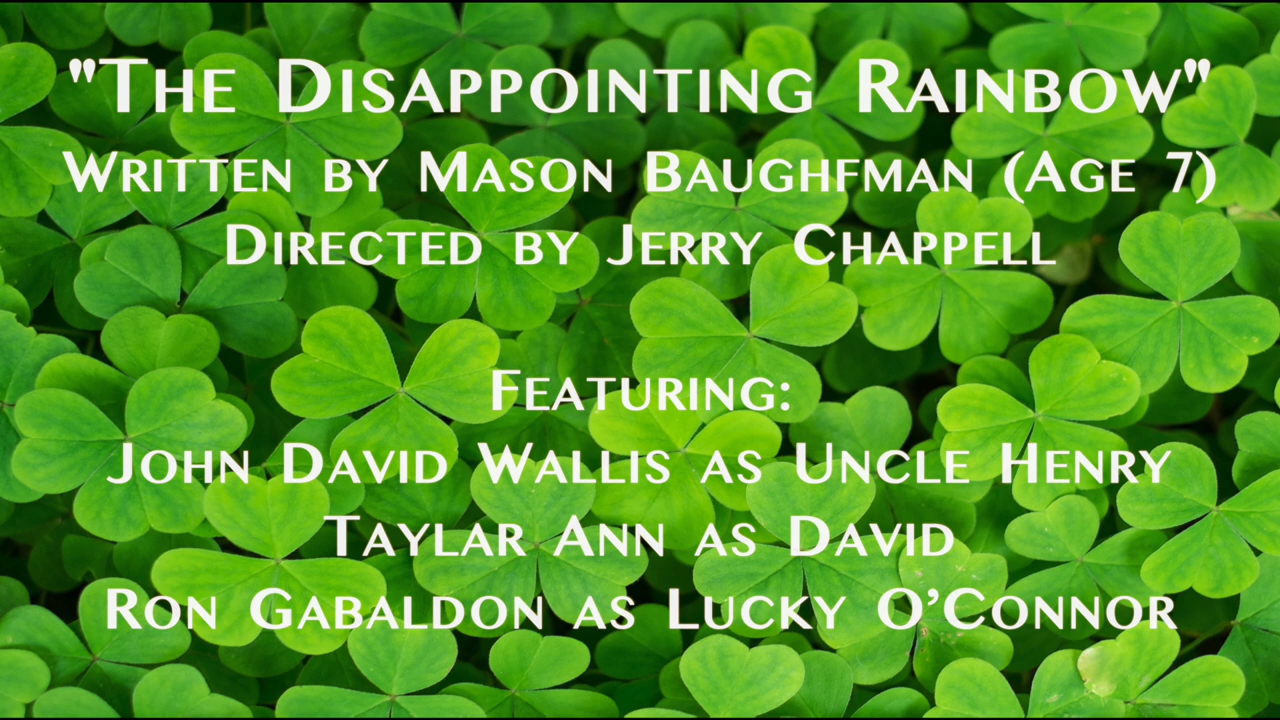 "The Disappointing Rainbow"
Written by Mason Baughfman (Age 7)
Directed by Jerry Chappell
Featuring:
John David Wallis as Uncle Henry
Taylar Ann as David
Ron Gabaldon as Lucky O’Connor